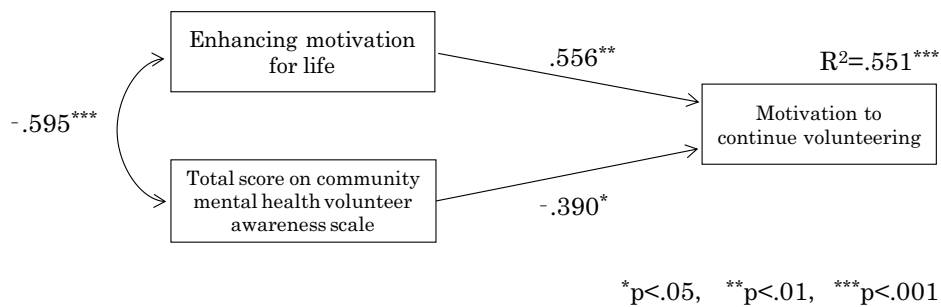 Enhancing motivation
for life
.556**
R²=.551***
-.595***
Motivation to
continue volunteering
Total score on community
mental health volunteer
awareness scale
-.390*
*p<.05, **p<.01, ***p<.001